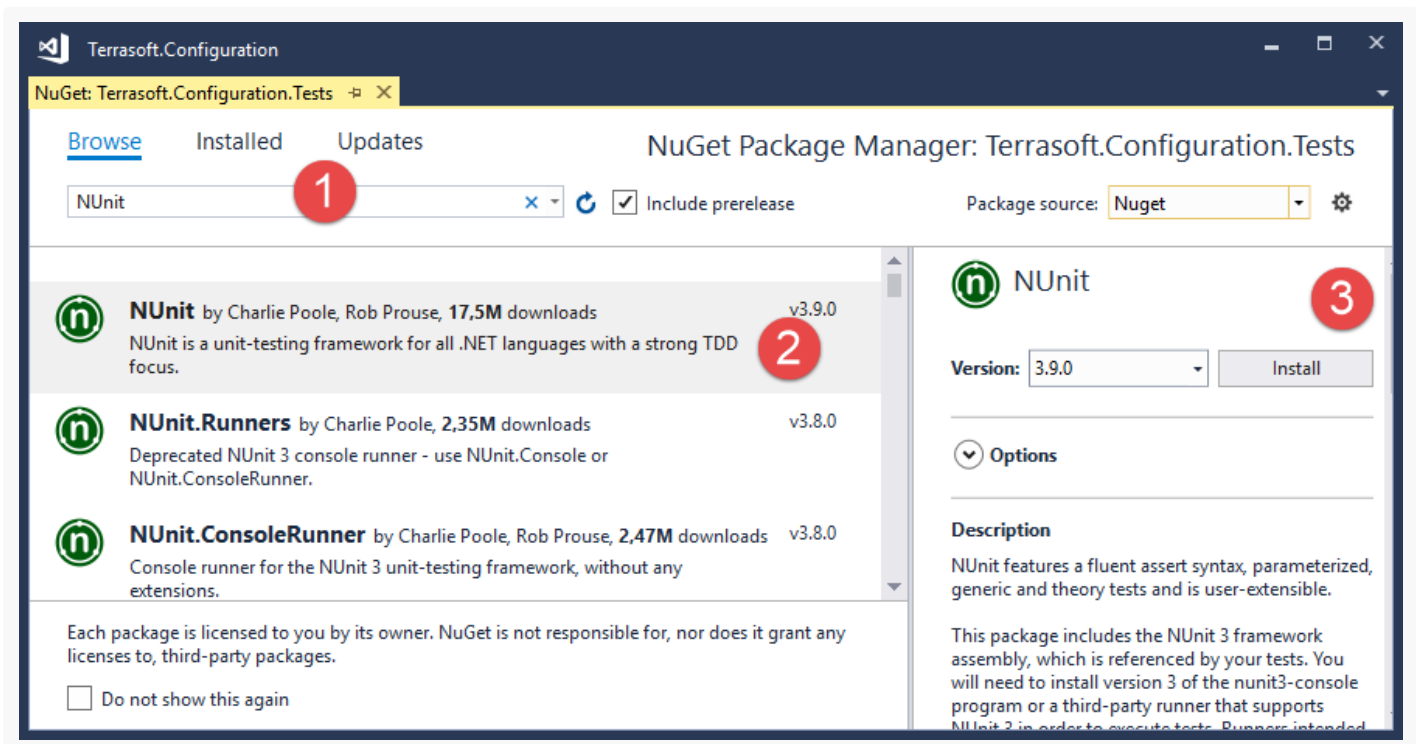 Terrasoft.Configuration
NuGet: Terrasoft.Configuration.Tests
Browse Installed Updates
NuGet Package Manager: Terrasoft.Configuration.Tests
1
NUnit
Include prerelease
Package source: Nuget
NUnit by Charlie Poole, Rob Prouse, 17,5M downloads v3.9.0
NUnit is a unit-testing framework for all .NET languages with a strong TDD
focus.
2
NUnit.Runners by Charlie Poole, 2,35M downloads v3.8.0
Deprecated NUnit 3 console runner - use NUnit.Console or
NUnit.ConsoleRunner.
NUnit.ConsoleRunner by Charlie Poole, Rob Prouse, 2,47M downloads v3.8.0
Console runner for the NUnit 3 unit-testing framework, without any
extensions.
Each package is licensed to you by its owner. NuGet is not responsible for, nor does it grant any
licenses to, third-party packages.
Do not show this again
n NUnit
3
Version: 3.9.0 Install
Options
Description
NUnit features a fluent assert syntax, parameterized,
generic and theory tests and is user-extensible.
This package includes the NUnit 3 framework
assembly, which is referenced by your tests. You
will need to install version 3 of the nunit3-console
program or a third-party runner that supports
NUnit 3 in order to execute tests. Runners intended